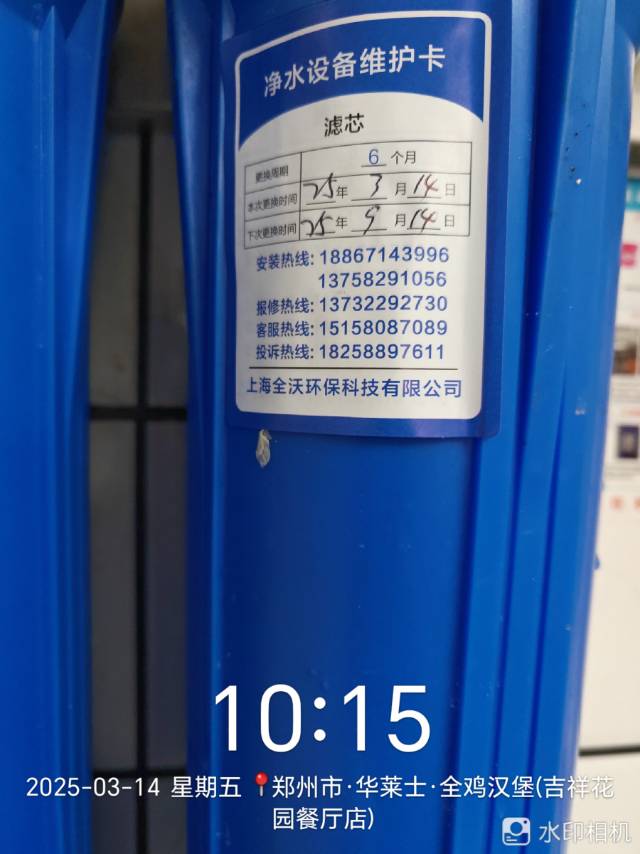 净水设备维护卡
滤芯
更换周期 6 个月
本次更换时间 25年 3 月 14 日
下次更换时间 25年 9 月 14 日
安装热线: 18867143996
13758291056
报修热线: 13732292730
客服热线: 15158087089
投诉热线: 18258897611
上海全沃环保科技有限公司
10:15
2025-03-14 星期五 📍郑州市·华莱士·全鸡汉堡(吉祥花
园餐厅店)
水印相机